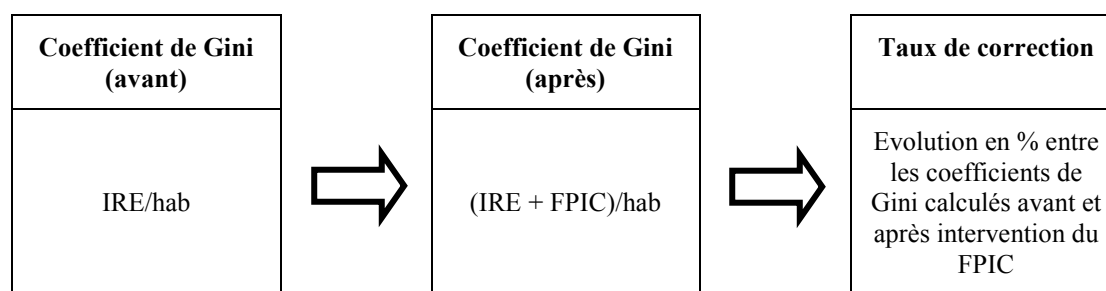 Coefficient de Gini
(avant)
IRE/hab
Coefficient de Gini
(après)
(IRE + FPIC)/hab
Taux de correction
Evolution en % entre
les coefficients de
Gini calculés avant et
après intervention du
FPIC